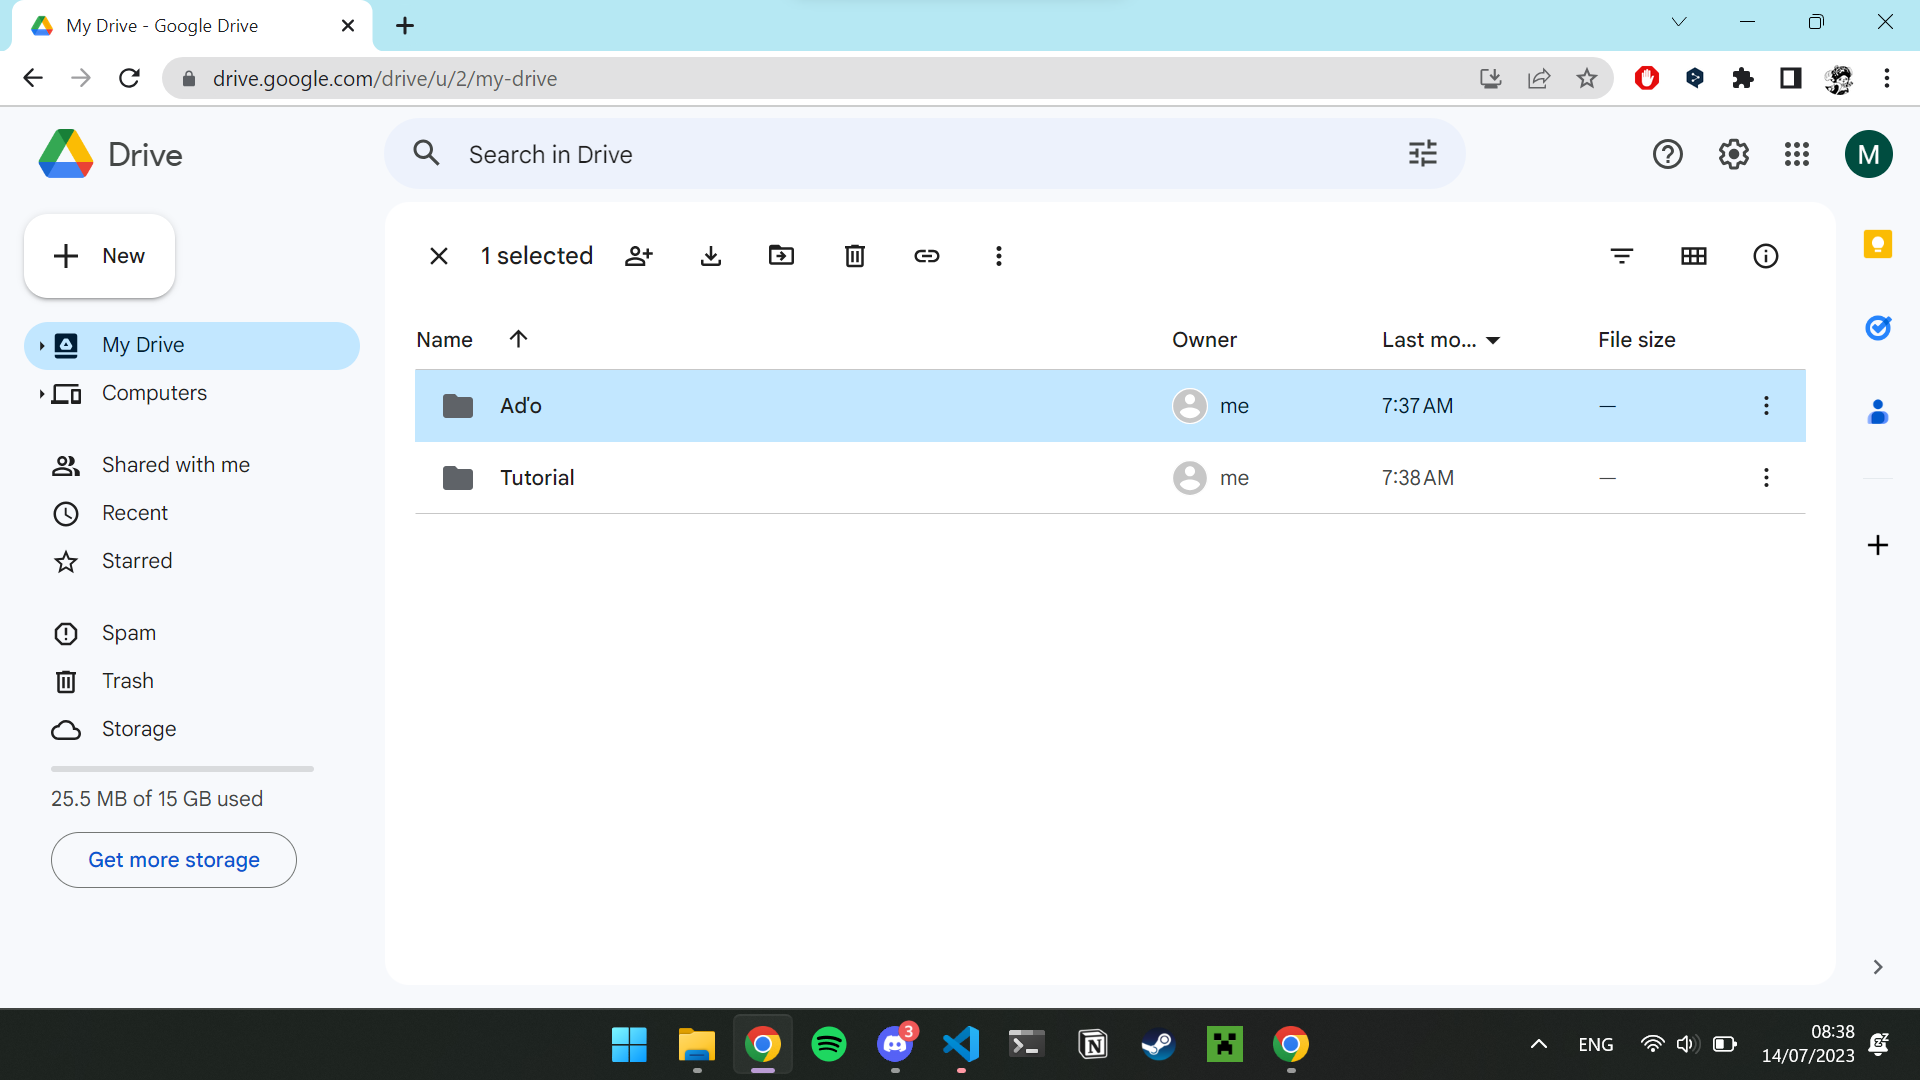 My Drive - Google Drive
drive.google.com/drive/u/2/my-drive
Drive
Search in Drive
M
New
1 selected
My Drive
Computers
Shared with me
Recent
Starred
Spam
Trash
Storage
25.5 MB of 15 GB used
Get more storage
Name Owner Last mo... File size
Ad'o me 7:37 AM —
Tutorial me 7:38 AM —
3
ENG
08:38
14/07/2023